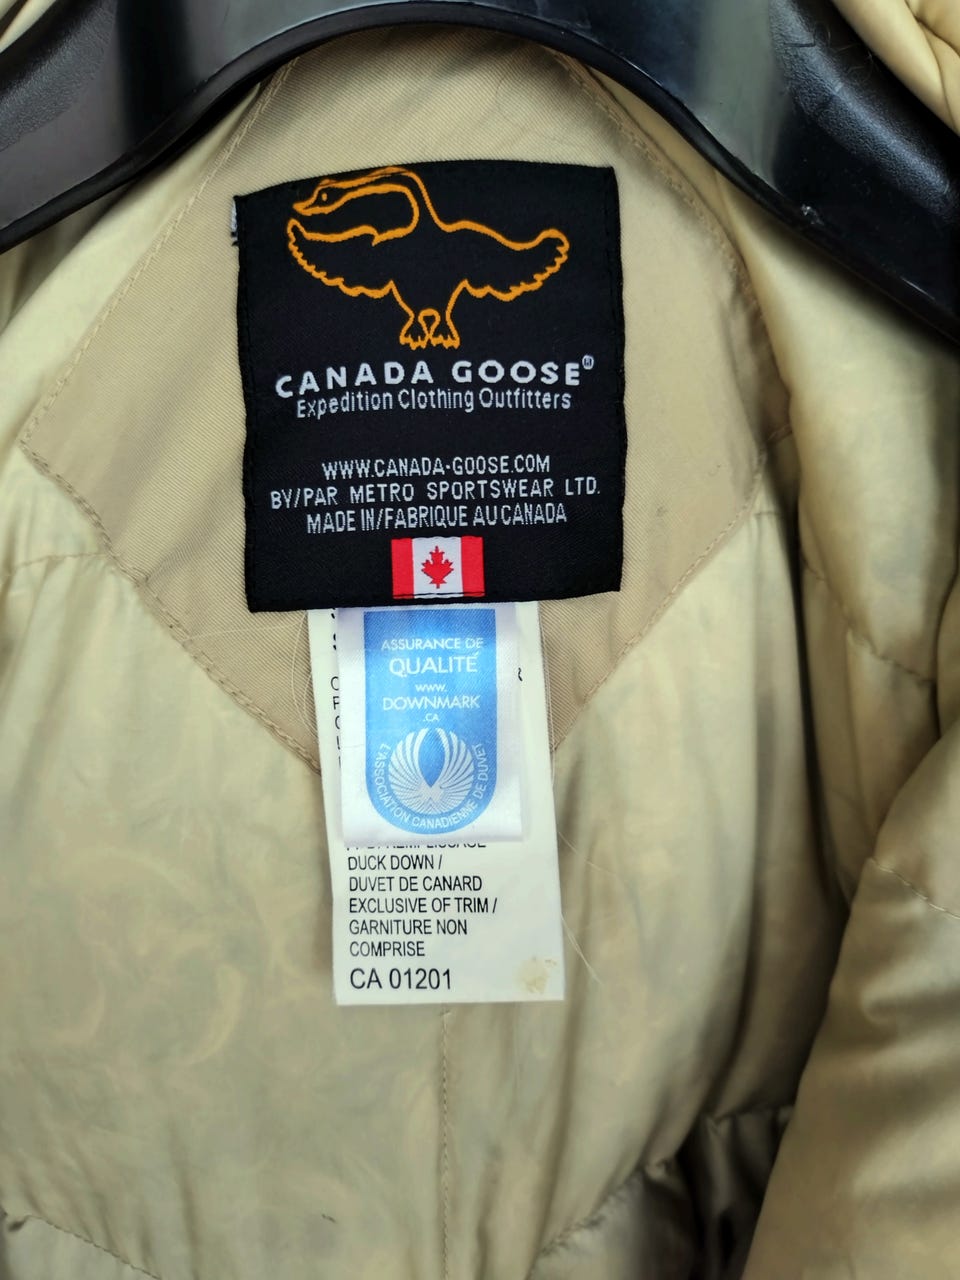 CANADA GOOSE®
Expedition Clothing Outfitters
WWW.CANADA-GOOSE.COM
BY/PAR METRO SPORTSWEAR LTD.
MADE IN/FABRIQUE AU CANADA
ASSURANCE DE
QUALITÉ
WWW.
DOWNMARK
.CA
L'ASSOCIATION CANADIENNE DE DUVET
DUCK DOWN /
DUVET DE CANARD
EXCLUSIVE OF TRIM /
GARNITURE NON
COMPRISE
CA 01201